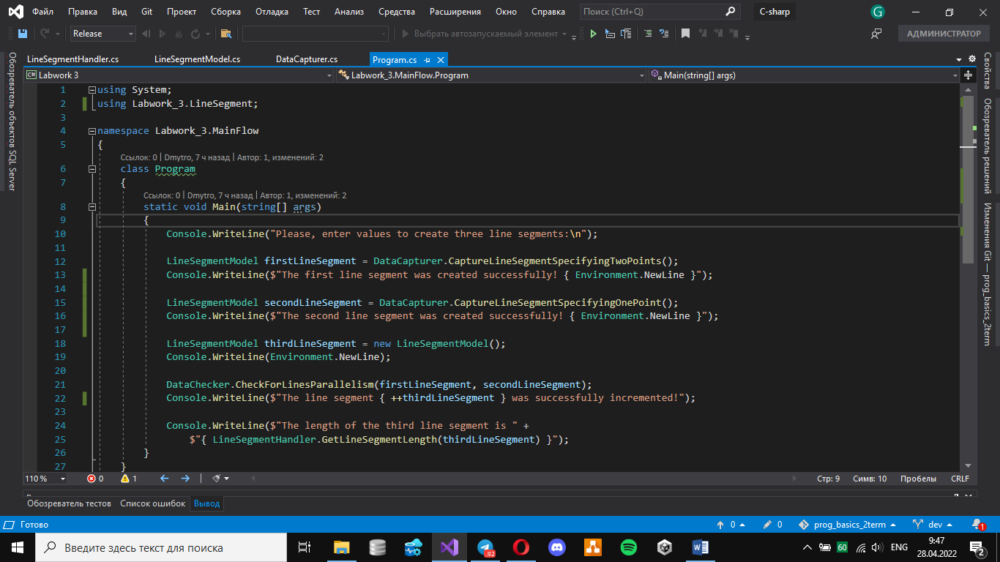 Файл Правка Вид Git Проект Сборка Отладка Тест Анализ Средства Расширения Окно Справка Поиск (Ctrl+Q) C-sharp G
Release Выбрать автозапускаемый элемент АДМИНИСТРАТОР
Обозреватель объектов SQL Server
LineSegmentHandler.cs LineSegmentModel.cs DataCapturer.cs Program.cs
C# Labwork 3 Labwork_3.MainFlow.Program Main(string[] args)
1 using System;
2 using Labwork_3.LineSegment;
3
4 namespace Labwork_3.MainFlow
5 {
Ссылок: 0 | Dmytro, 7 ч назад | Автор: 1, изменений: 2
6 class Program
7 {
Ссылок: 0 | Dmytro, 7 ч назад | Автор: 1, изменений: 2
8 static void Main(string[] args)
9 {
10 Console.WriteLine("Please, enter values to create three line segments:\n");
11
12 LineSegmentModel firstLineSegment = DataCapturer.CaptureLineSegmentSpecifyingTwoPoints();
13 Console.WriteLine($"The first line segment was created successfully! { Environment.NewLine }");
14
15 LineSegmentModel secondLineSegment = DataCapturer.CaptureLineSegmentSpecifyingOnePoint();
16 Console.WriteLine($"The second line segment was created successfully! { Environment.NewLine }");
17
18 LineSegmentModel thirdLineSegment = new LineSegmentModel();
19 Console.WriteLine(Environment.NewLine);
20
21 DataChecker.CheckForLinesParallelism(firstLineSegment, secondLineSegment);
22 Console.WriteLine($"The line segment { ++thirdLineSegment } was successfully incremented!");
23
24 Console.WriteLine($"The length of the third line segment is " +
25 $"{ LineSegmentHandler.GetLineSegmentLength(thirdLineSegment) }");
26 }
27 }
Свойства
Обозреватель решений
Изменения Git — prog_basics_2term
110 % 0 1 Стр: 9 Симв: 10 Пробелы CRLF
Обозреватель тестов Список ошибок Вывод
Готово 0 0 prog_basics_2term dev 1
Введите здесь текст для поиска 92 60 ENG 9:47
28.04.2022 2